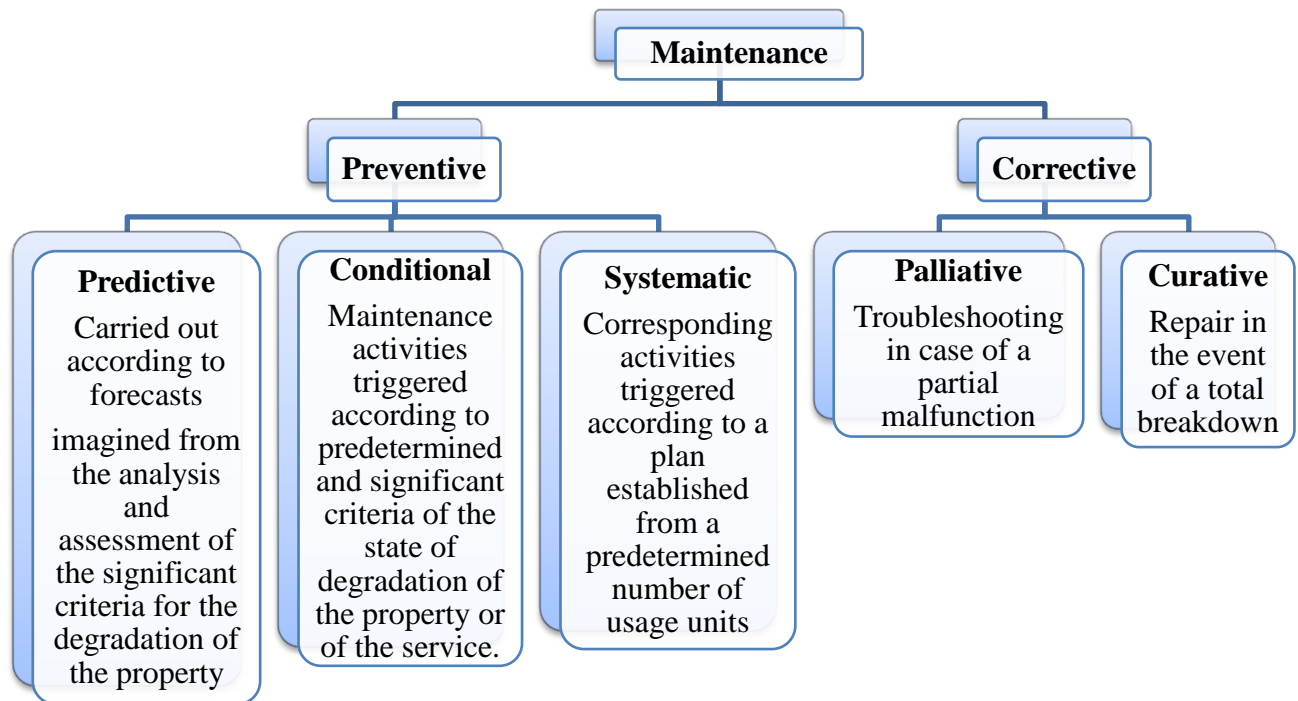 Maintenance
Preventive
Corrective
Predictive
Carried out
according to
forecasts
imagined from
the analysis
and
assessment of
the significant
criteria for the
degradation of
the property
Conditional
Maintenance
activities
triggered
according to
predetermined
and significant
criteria of the
state of
degradation of
the property or
of the service.
Systematic
Corresponding
activities
triggered
according to a
plan
established
from a
predetermined
number of
usage units
Palliative
Troubleshooting
in case of a
partial
malfunction
Curative
Repair in
the event
of a total
breakdown